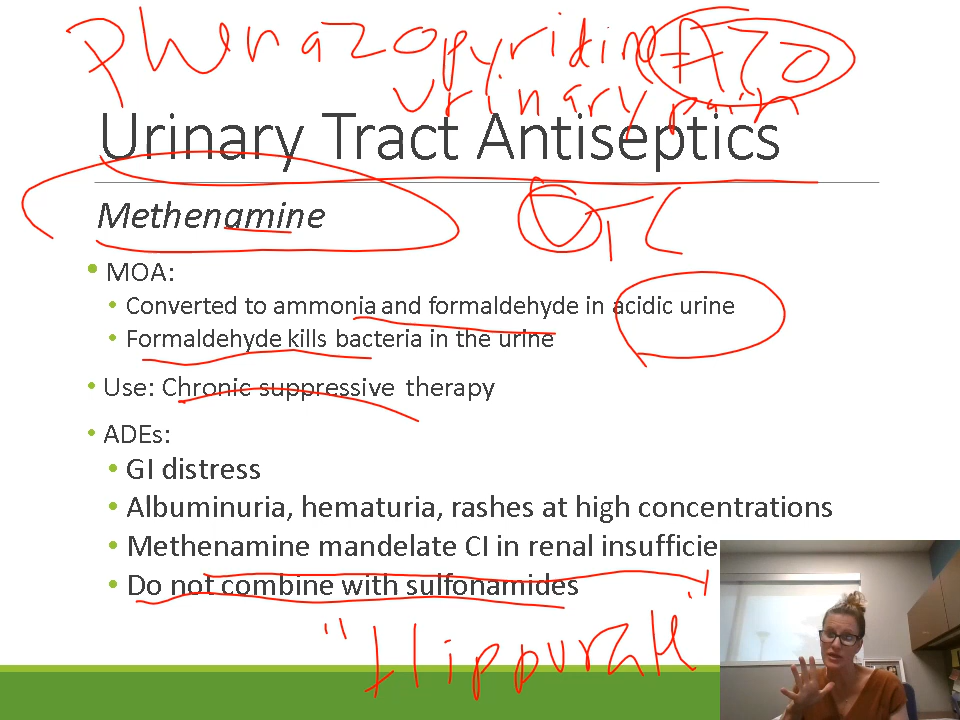 phenazopyridine AZO
urinary pain
Urinary Tract Antiseptics
Methenamine
OTC
• MOA:
• Converted to ammonia and formaldehyde in acidic urine
• Formaldehyde kills bacteria in the urine
• Use: Chronic suppressive therapy
• ADEs:
• GI distress
• Albuminuria, hematuria, rashes at high concentrations
• Methenamine mandelate CI in renal insufficie
• Do not combine with sulfonamides
"Hippurate"